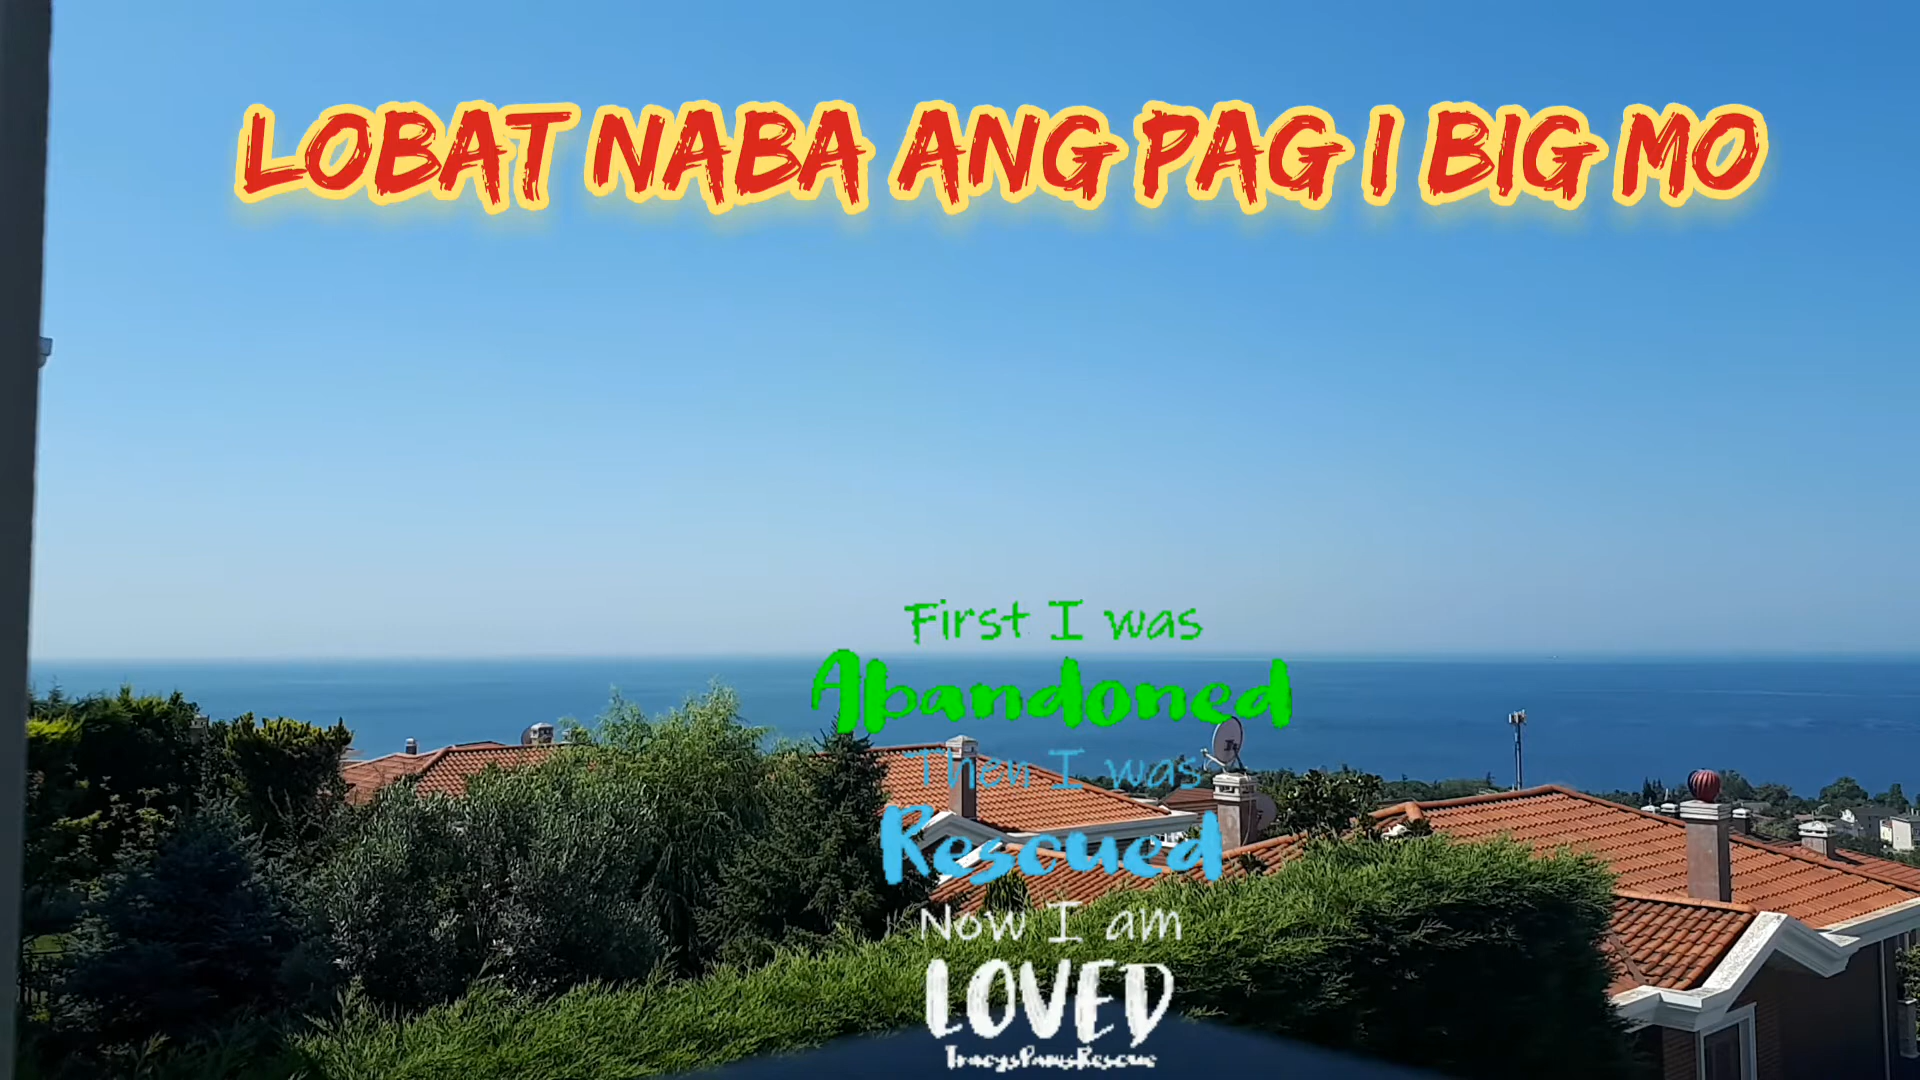 LOBAT NABA ANG PAG I BIG MO
First I was
Abandoned
Then I was
Rescued
Now I am
LOVED
TracysPawsRescue